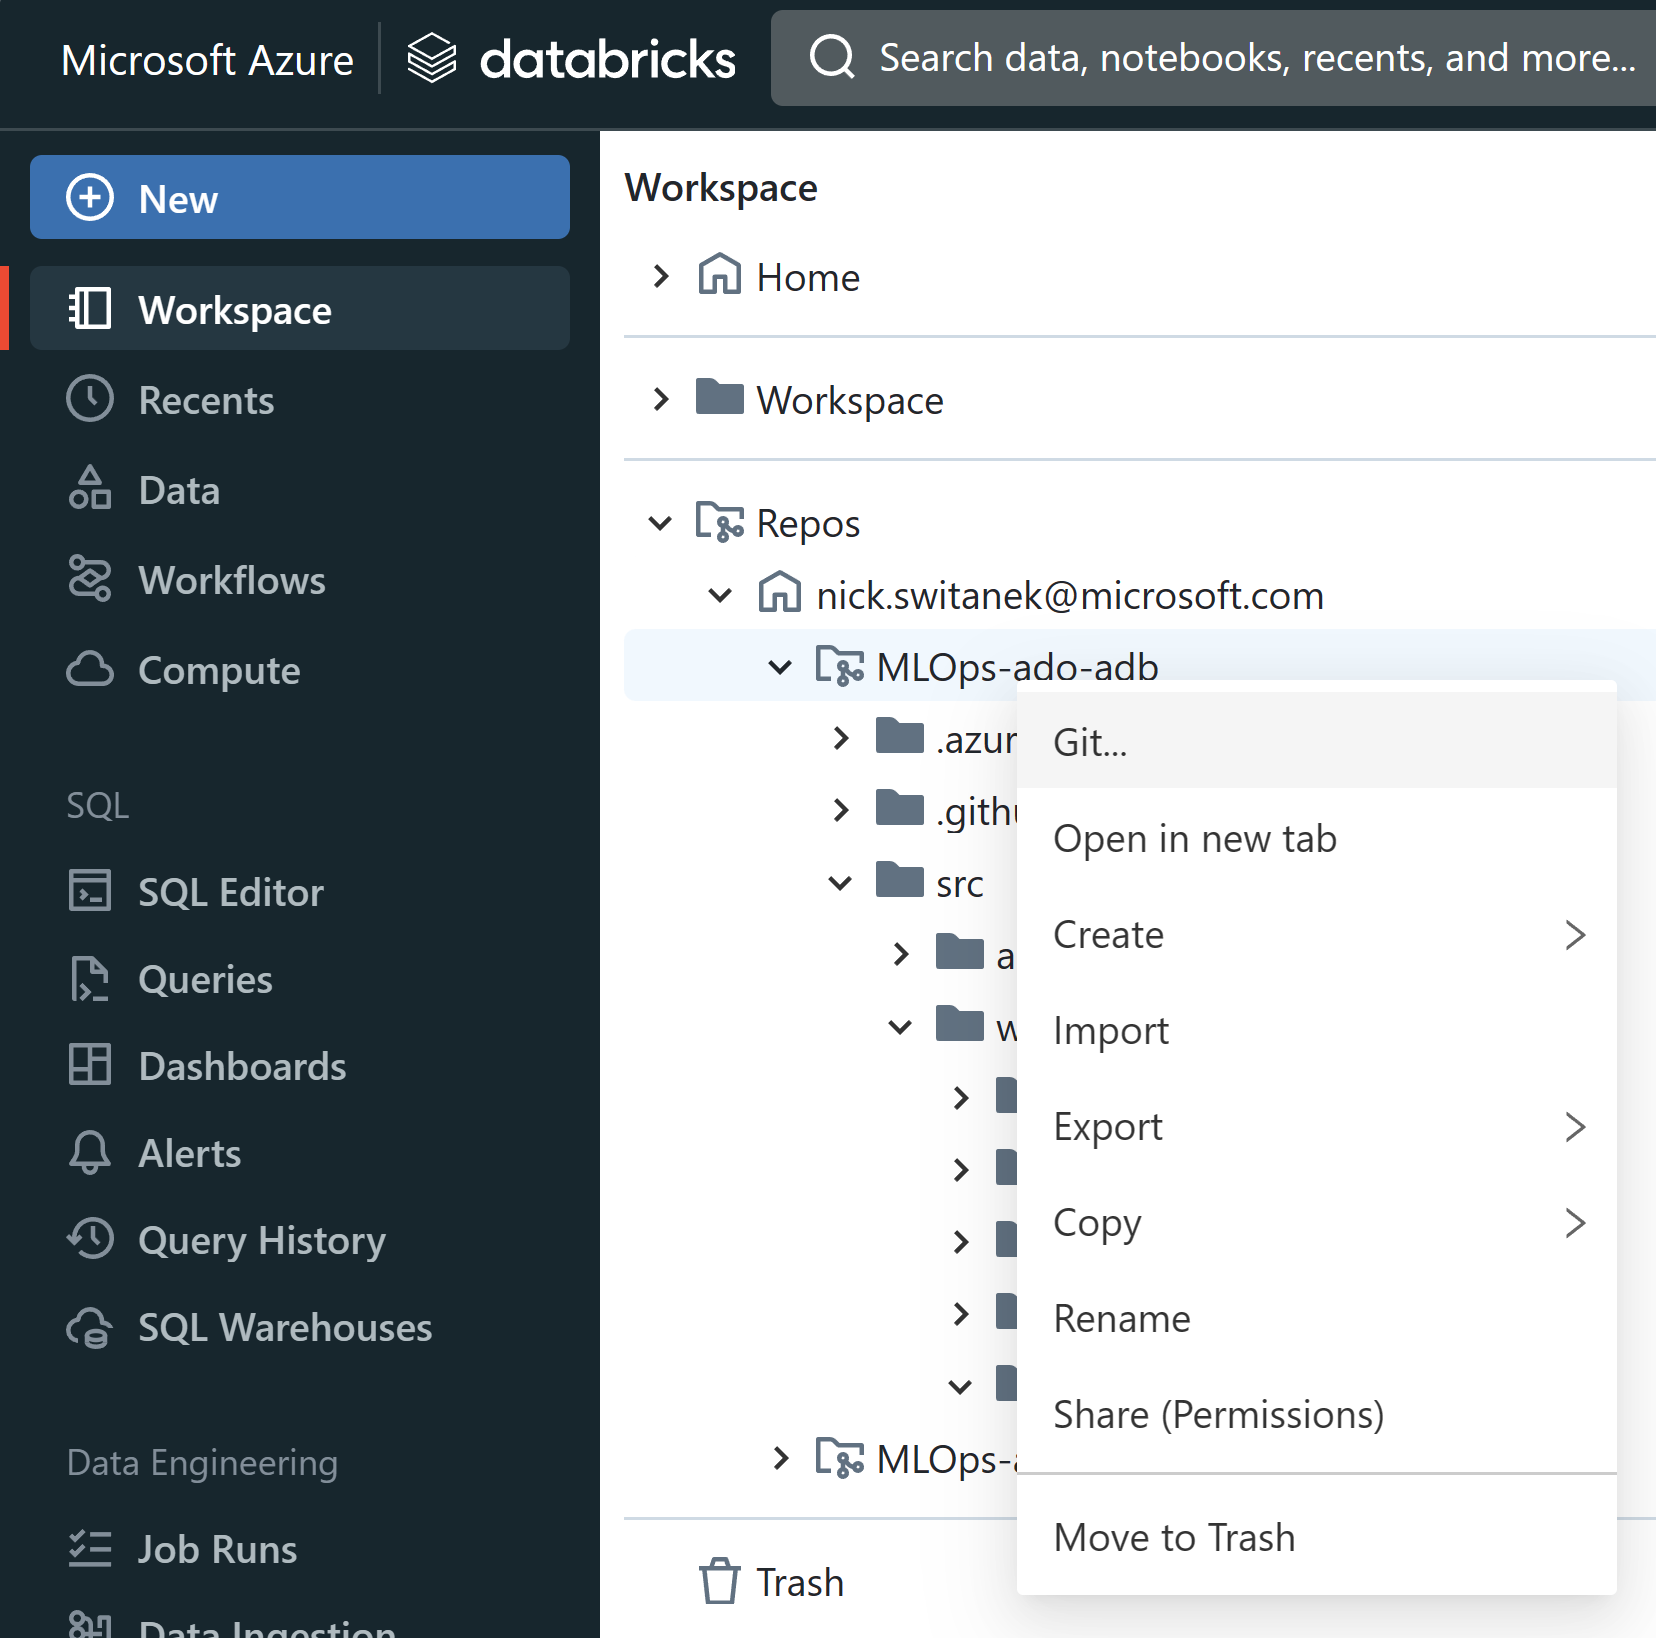 Microsoft Azure
databricks
Search data, notebooks, recents, and more...
New
Workspace
Recents
Data
Workflows
Compute
SQL
SQL Editor
Queries
Dashboards
Alerts
Query History
SQL Warehouses
Data Engineering
Job Runs
Data Ingestion
Workspace
Home
Workspace
Repos
nick.switanek@microsoft.com
MLOps-ado-adb
.azur
.githu
src
a
w
MLOps-a
Trash
Git...
Open in new tab
Create
Import
Export
Copy
Rename
Share (Permissions)
Move to Trash